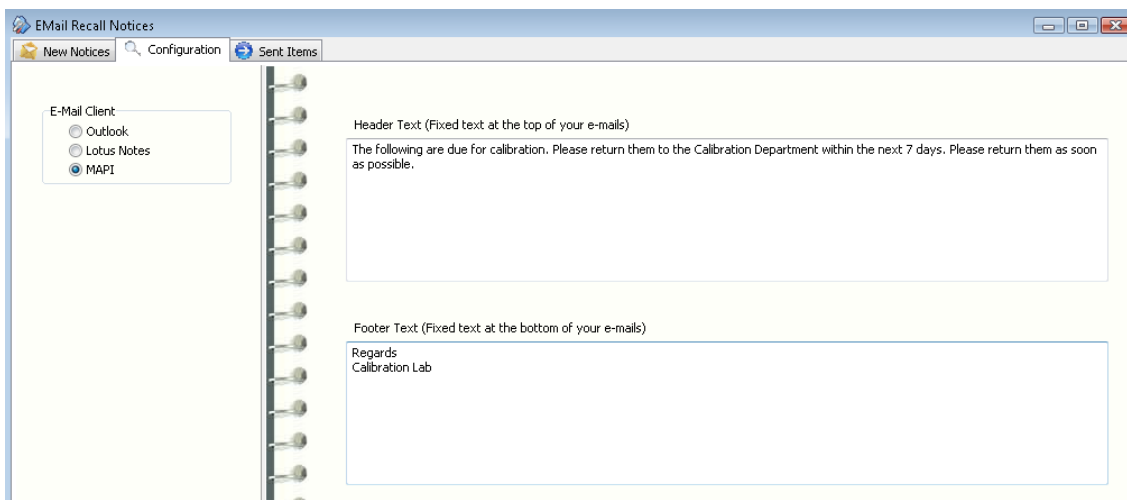 EMail Recall Notices
New Notices Configuration Sent Items
E-Mail Client
Outlook
Lotus Notes
MAPI
Header Text (Fixed text at the top of your e-mails)
The following are due for calibration. Please return them to the Calibration Department within the next 7 days. Please return them as soon
as possible.
Footer Text (Fixed text at the bottom of your e-mails)
Regards
Calibration Lab